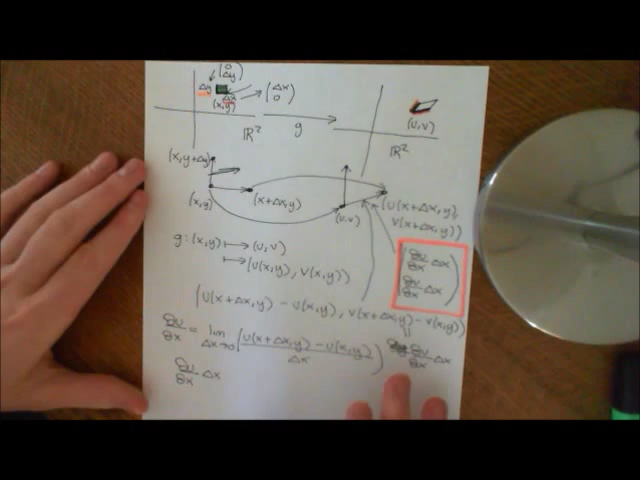 (0 Δy)
Δy
Δx
(Δx 0)
(x,y)
ℝ² g ℝ²
(u,v)
(x,y+Δy)
(x,y) (x+Δx,y) (u,v) (u(x+Δx,y), v(x+Δx,y))
g:(x,y) ↦ (u,v)
↦ (u(x,y), v(x,y))
(∂u/∂x Δx
∂v/∂x Δx)
(u(x+Δx,y) − u(x,y), v(x+Δx,y) − v(x,y))
∂u/∂x = lim Δx→0 (u(x+Δx,y) − u(x,y) / Δx) ∂u/∂x Δx
∂u/∂x Δx